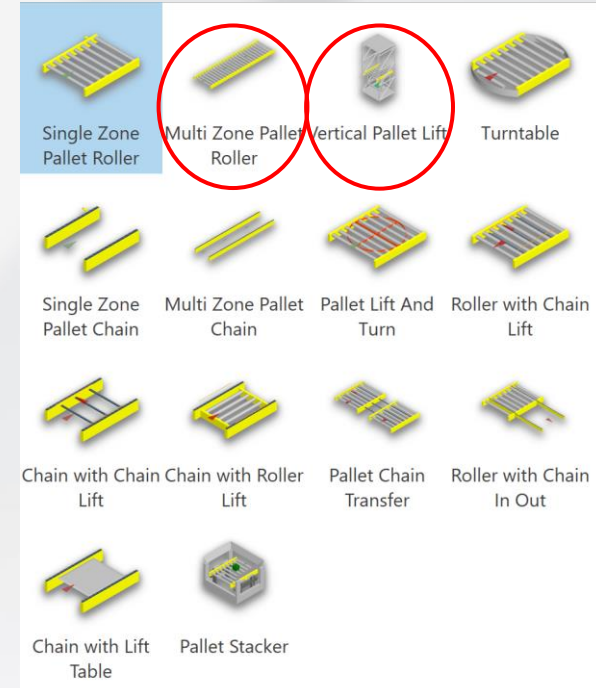 Single Zone
Pallet Roller
Multi Zone Pallet
Roller
Vertical Pallet Lift
Turntable
Single Zone
Pallet Chain
Multi Zone Pallet
Chain
Pallet Lift And
Turn
Roller with Chain
Lift
Chain with Chain
Lift
Chain with Roller
Lift
Pallet Chain
Transfer
Roller with Chain
In Out
Chain with Lift
Table
Pallet Stacker